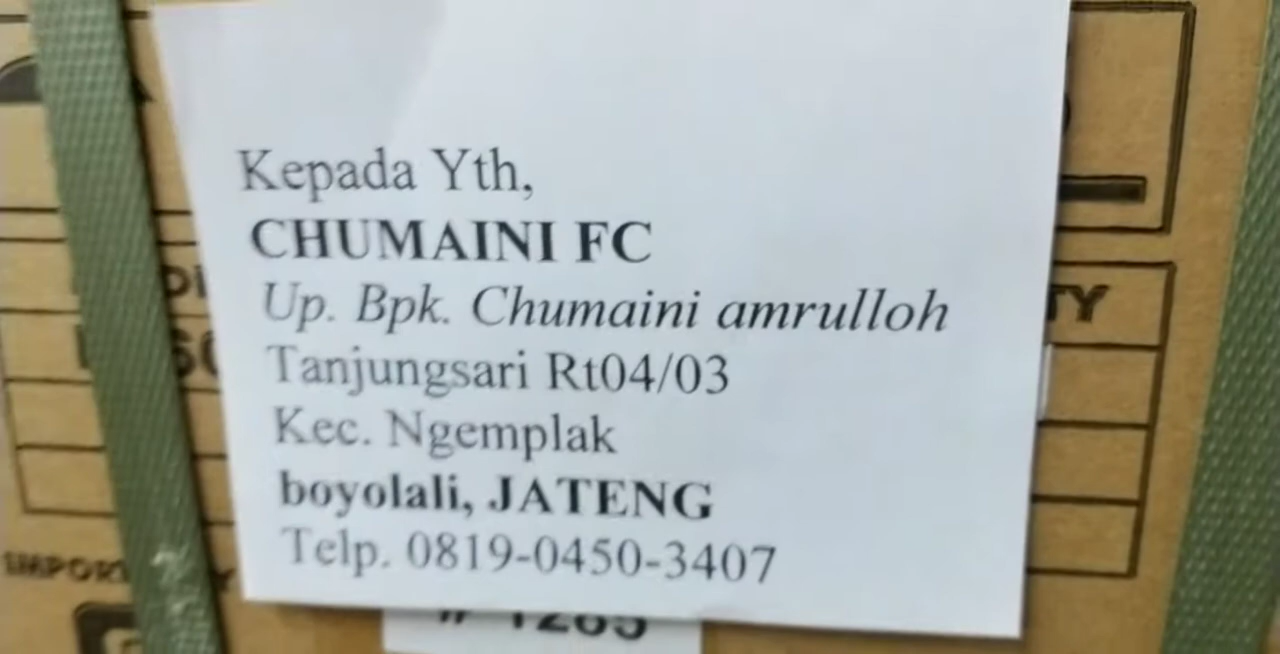 Kepada Yth,
CHUMAINI FC
Up. Bpk. Chumaini amrulloh
Tanjungsari Rt04/03
Kec. Ngemplak
boyolali, JATENG
Telp. 0819-0450-3407